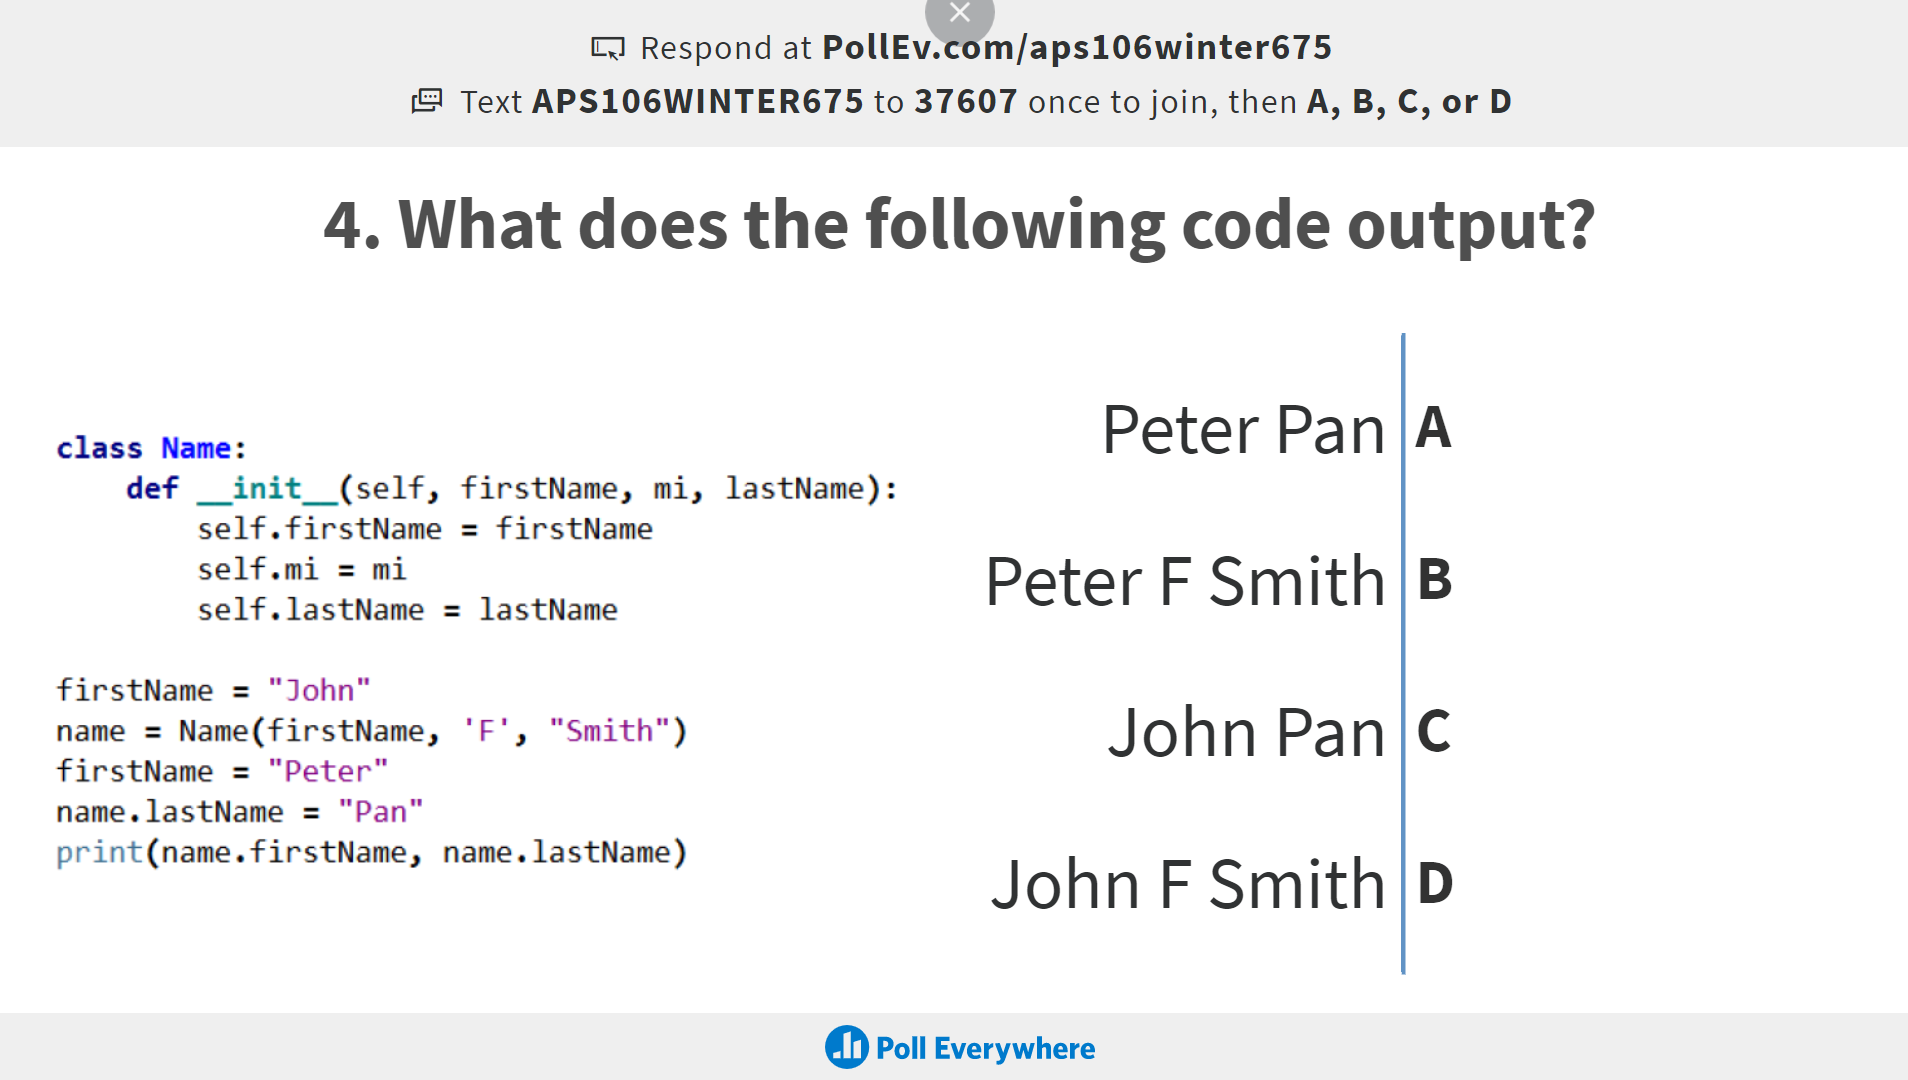 Respond at PollEv.com/aps106winter675
Text APS106WINTER675 to 37607 once to join, then A, B, C, or D
4. What does the following code output?
class Name:
    def __init__(self, firstName, mi, lastName):
        self.firstName = firstName
        self.mi = mi
        self.lastName = lastName
firstName = "John"
name = Name(firstName, 'F', "Smith")
firstName = "Peter"
name.lastName = "Pan"
print(name.firstName, name.lastName)
Peter Pan A
Peter F Smith B
John Pan C
John F Smith D
Poll Everywhere